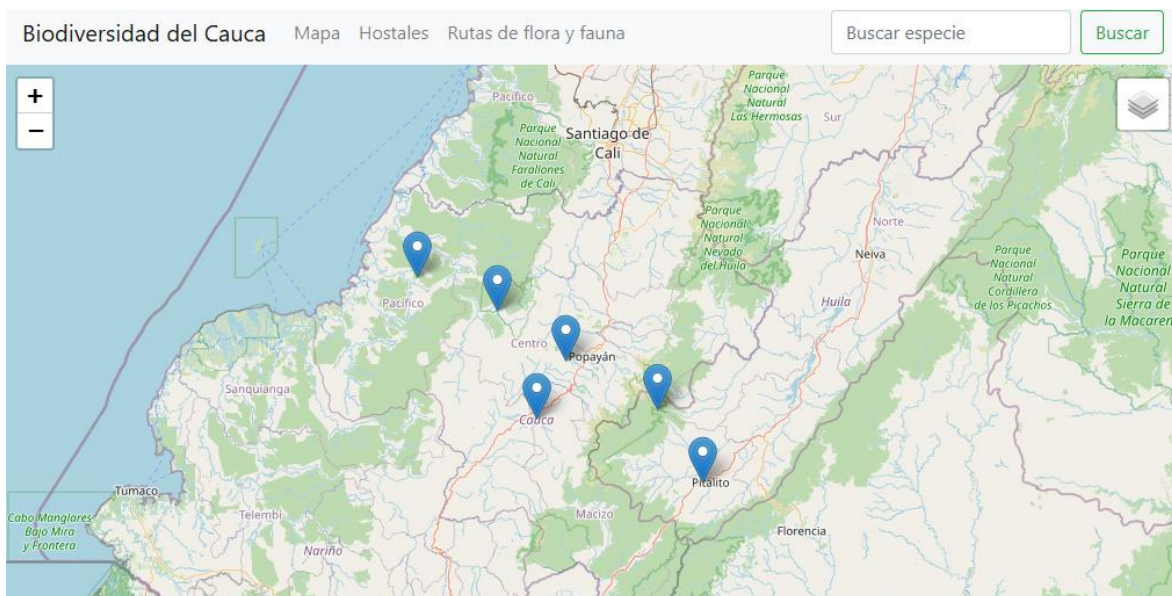 Biodiversidad del Cauca
Mapa
Hostales
Rutas de flora y fauna
Buscar especie
Buscar
+
−
Pacifico
Parque
Nacional
Natural
Farallones
de Cali
Santiago de
Cali
Parque
Nacional
Natural
Las Hermosas
Sur
Parque
Nacional
Natural
Nevado
del Huila
Norte
Neiva
Parque
Nacional
Natural
Cordillera
de los Picachos
Parque
Nacional
Natural
Sierra de
la Macaren
Pacifico
Huila
Centro
Popayán
Sanquianga
Cauca
Pitalito
Tumaco
Cabo Manglares
Bajo Mira
y Frontera
Telembi
Macizo
Florencia
Nariño